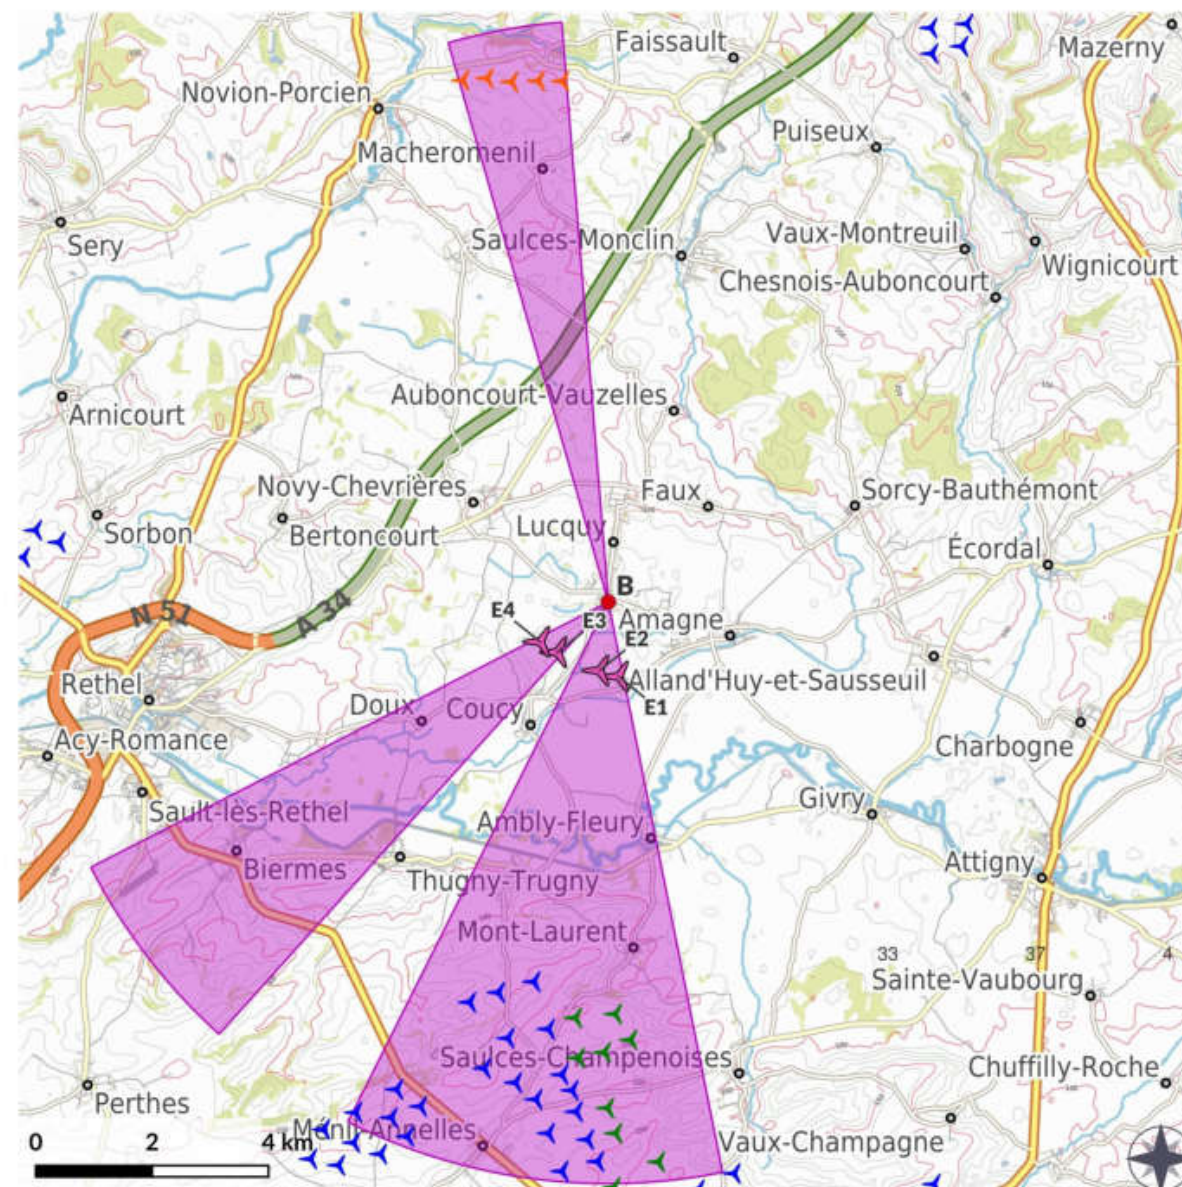 Faissault
Mazerny
Novion-Porcien
Puiseux
Macheromenil
Sery
Saulces-Monclin
Vaux-Montreuil
Wignicourt
Chesnois-Auboncourt
Arnicourt
Auboncourt-Vauzelles
Novy-Chevrières
Faux
Sorcy-Bauthémont
Sorbon
Bertoncourt
Lucquy
Écordal
B
N 51
A 34
E4
E3
Amagne
E2
Rethel
Alland'Huy-et-Sausseuil
Doux
Coucy
E1
Acy-Romance
Charbogne
Sault-lès-Rethel
Givry
Ambly-Fleury
Biermes
Thugny-Trugny
Attigny
Mont-Laurent
33
37
4
Sainte-Vaubourg
Saulces-Champenoises
Chuffilly-Roche
Perthes
Ménil-Annelles
Vaux-Champagne
0 2 4 km